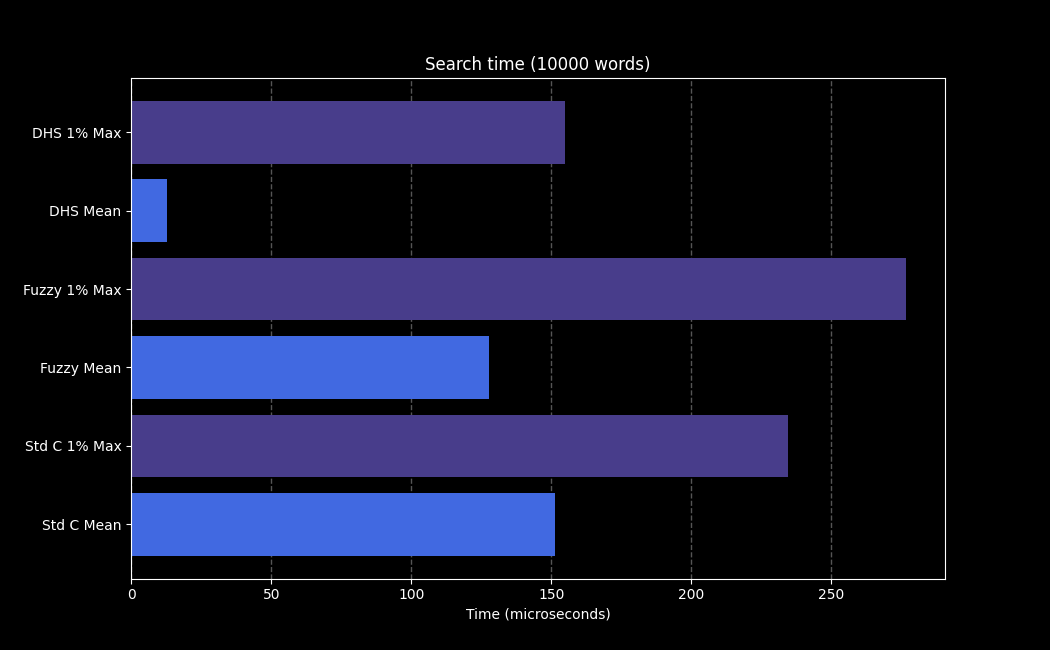 Search time (10000 words)
DHS 1% Max
DHS Mean
Fuzzy 1% Max
Fuzzy Mean
Std C 1% Max
Std C Mean
0 50 100 150 200 250
Time (microseconds)